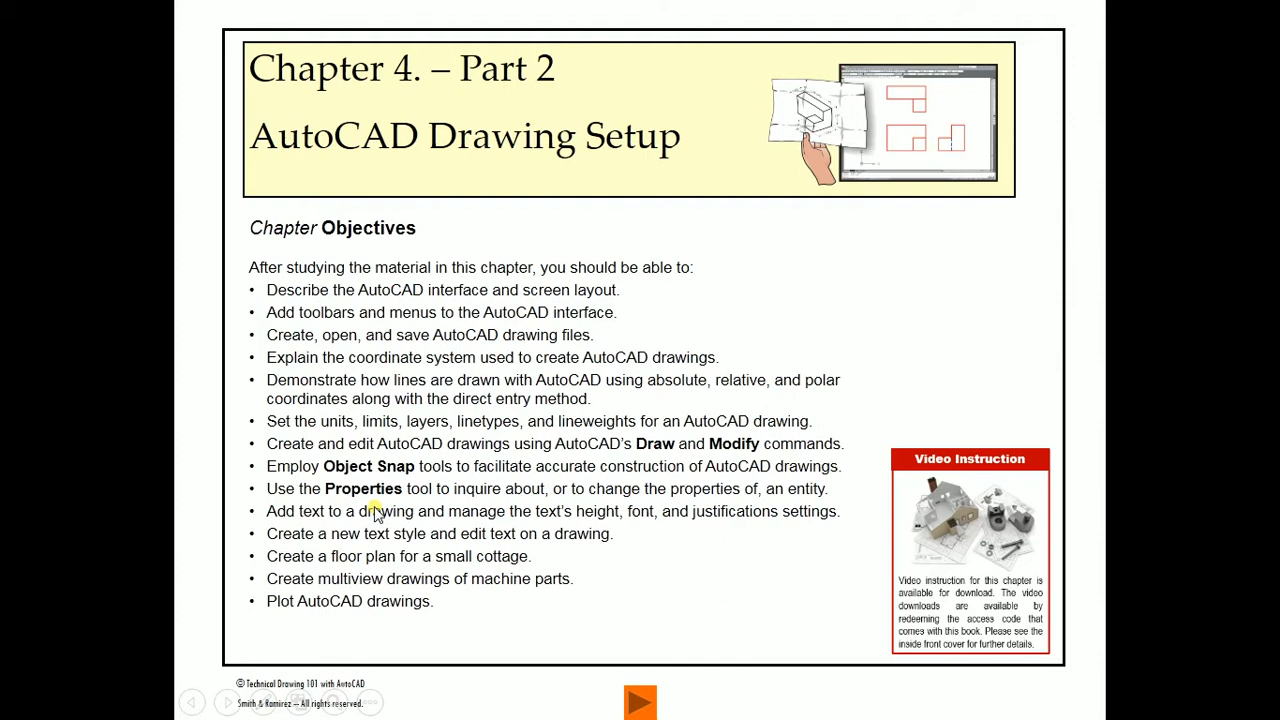 Chapter 4. – Part 2
AutoCAD Drawing Setup
Chapter Objectives
After studying the material in this chapter, you should be able to:
• Describe the AutoCAD interface and screen layout.
• Add toolbars and menus to the AutoCAD interface.
• Create, open, and save AutoCAD drawing files.
• Explain the coordinate system used to create AutoCAD drawings.
• Demonstrate how lines are drawn with AutoCAD using absolute, relative, and polar
coordinates along with the direct entry method.
• Set the units, limits, layers, linetypes, and lineweights for an AutoCAD drawing.
• Create and edit AutoCAD drawings using AutoCAD's Draw and Modify commands.
• Employ Object Snap tools to facilitate accurate construction of AutoCAD drawings.
• Use the Properties tool to inquire about, or to change the properties of, an entity.
• Add text to a drawing and manage the text's height, font, and justifications settings.
• Create a new text style and edit text on a drawing.
• Create a floor plan for a small cottage.
• Create multiview drawings of machine parts.
• Plot AutoCAD drawings.
Video Instruction
Video instruction for this chapter is
available for download. The video
downloads are available by
redeeming the access code that
comes with this book. Please see the
inside front cover for further details.
© Technical Drawing 101 with AutoCAD
Smith & Ramirez – All rights reserved.